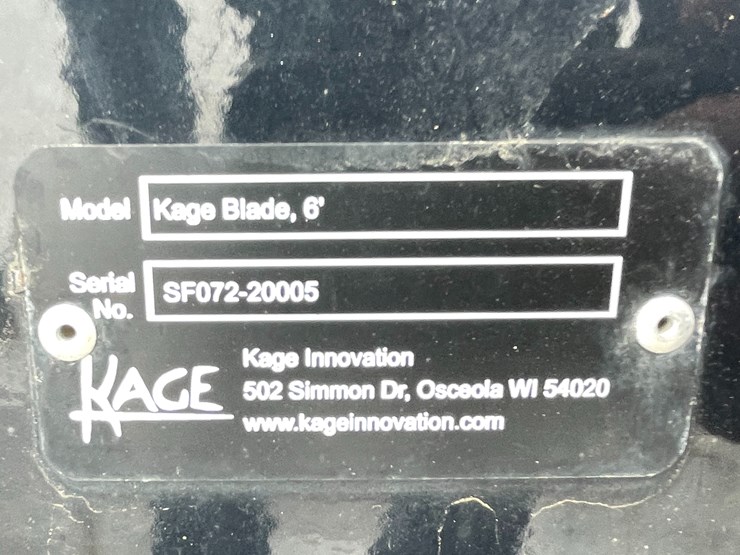 Model Kage Blade, 6'
Serial No. SF072-20005
KAGE
Kage Innovation
502 Simmon Dr, Osceola WI 54020
www.kageinnovation.com